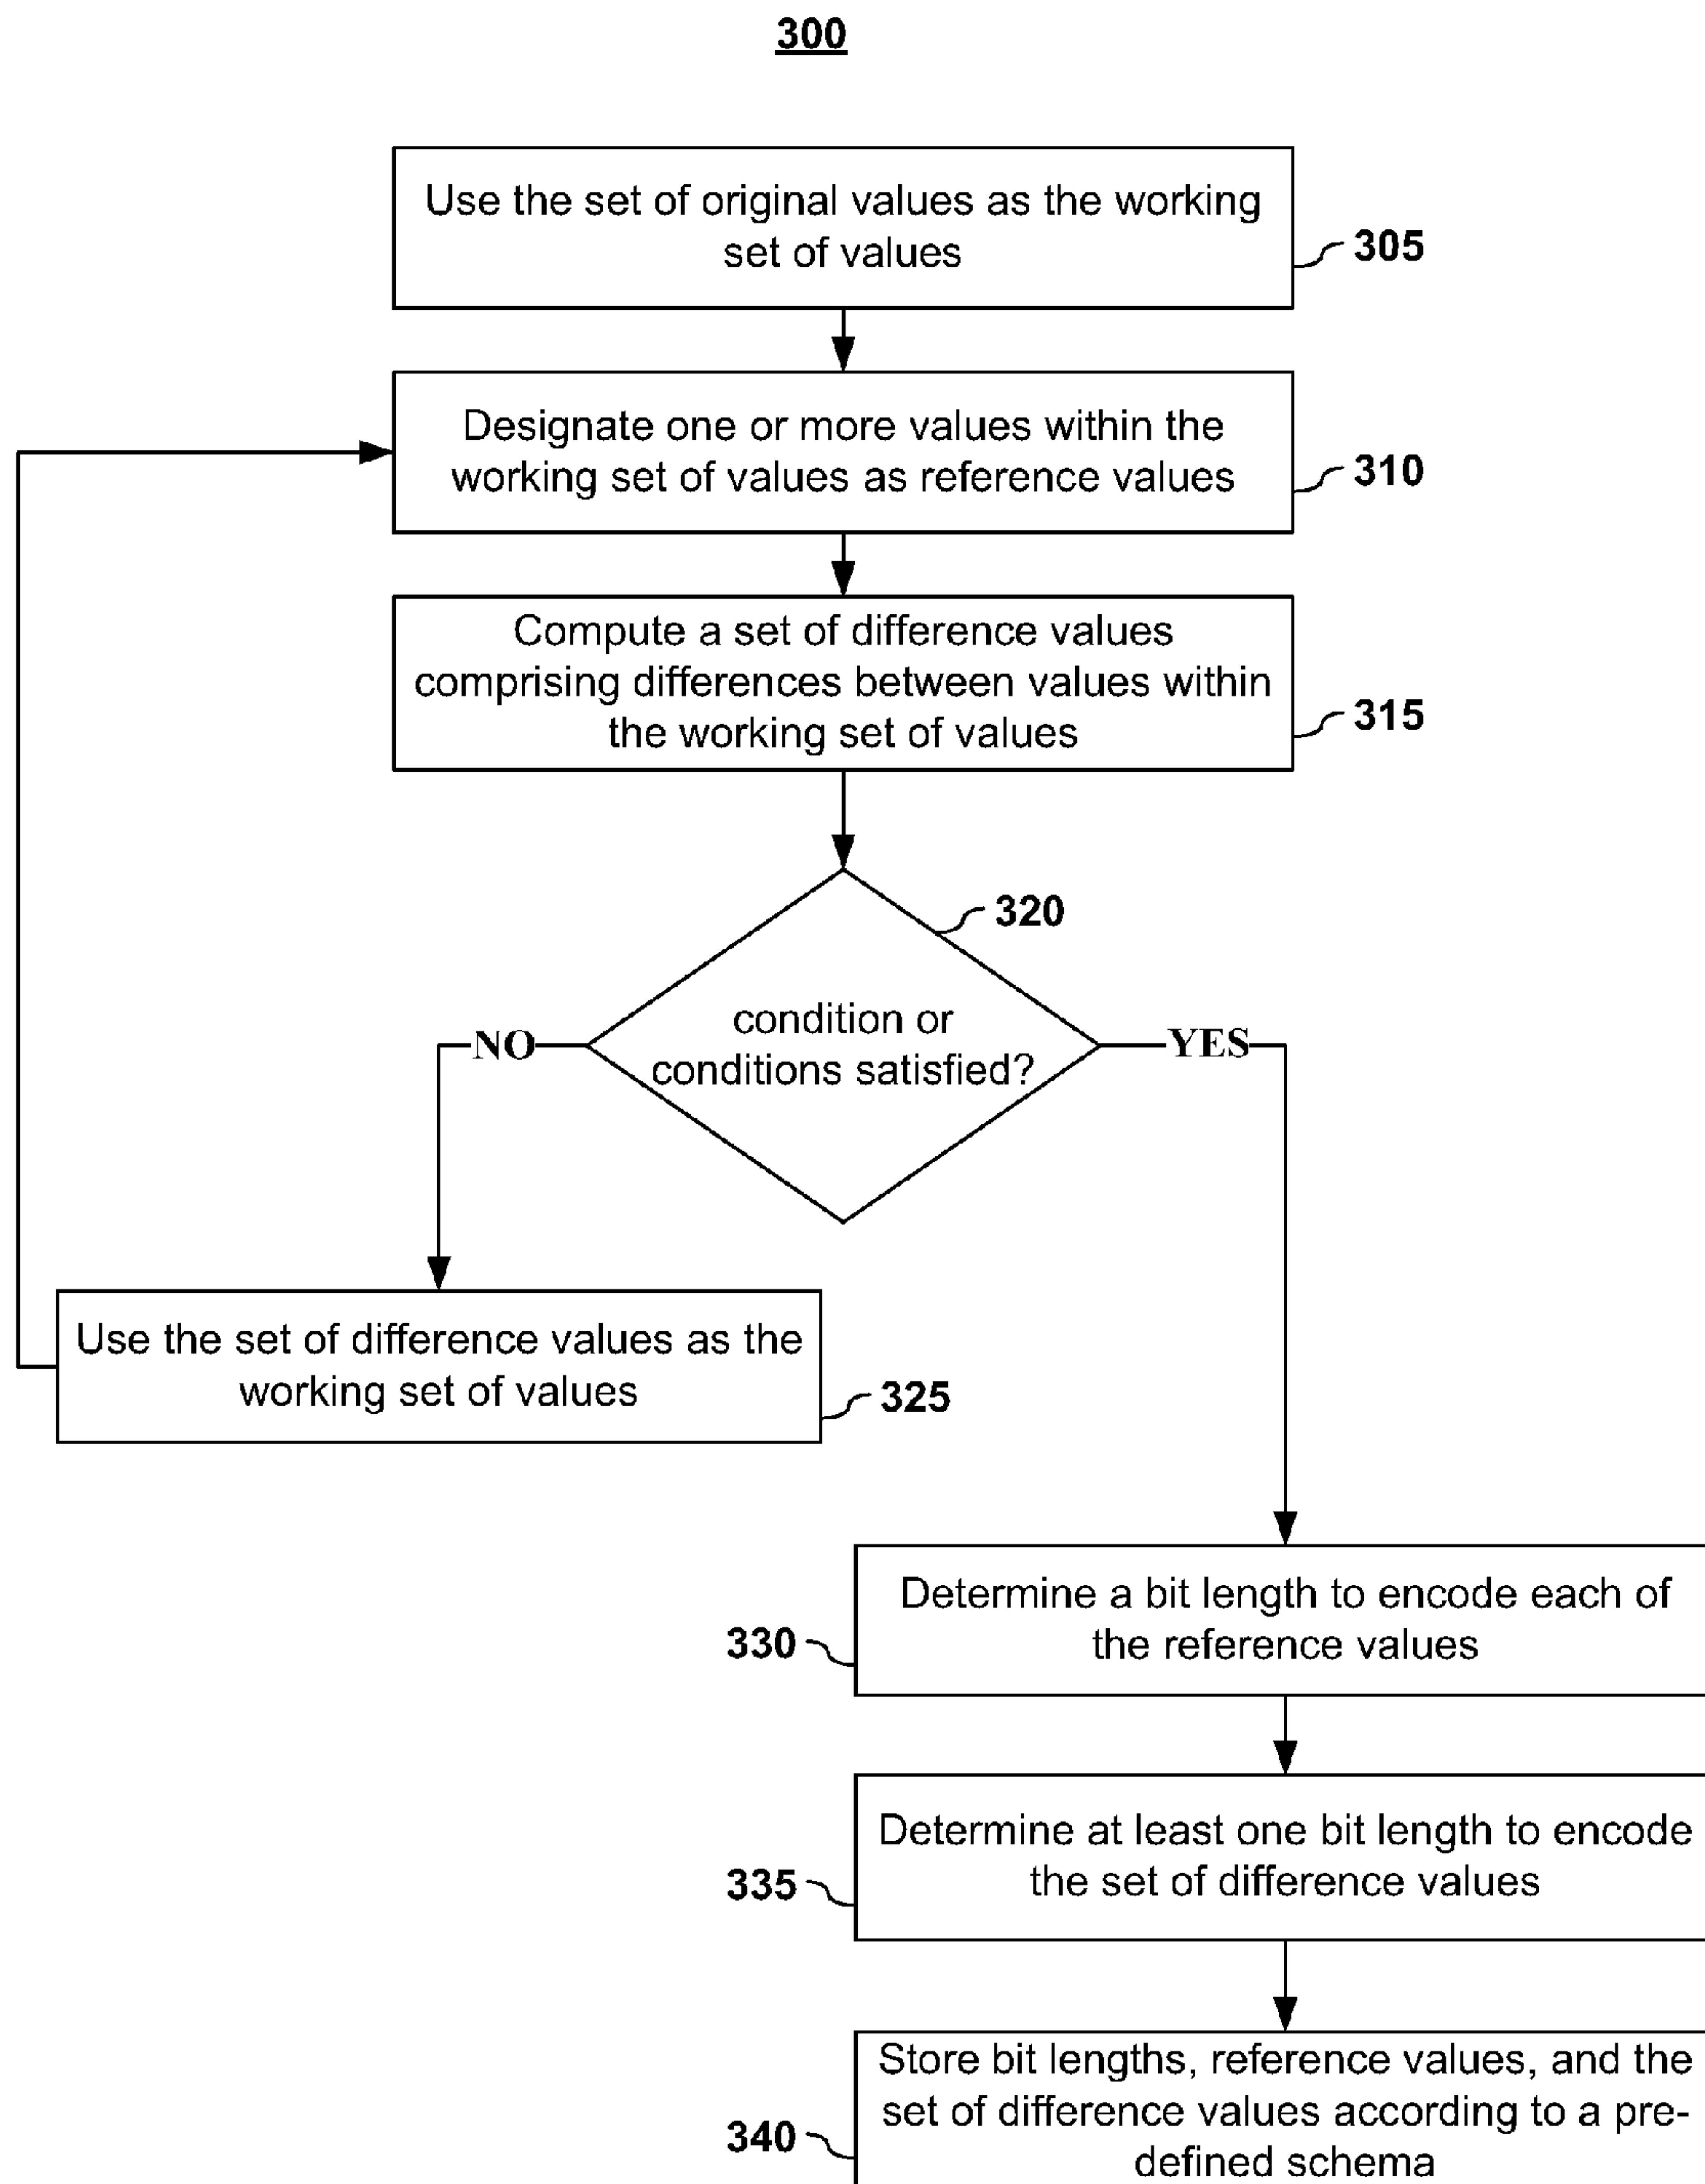 300
Use the set of original values as the working
set of values
305
Designate one or more values within the
working set of values as reference values
310
Compute a set of difference values
comprising differences between values within
the working set of values
315
320
condition or
conditions satisfied?
NO
YES
Use the set of difference values as the
working set of values
325
Determine a bit length to encode each of
the reference values
330
Determine at least one bit length to encode
the set of difference values
335
Store bit lengths, reference values, and the
set of difference values according to a pre-
defined schema
340